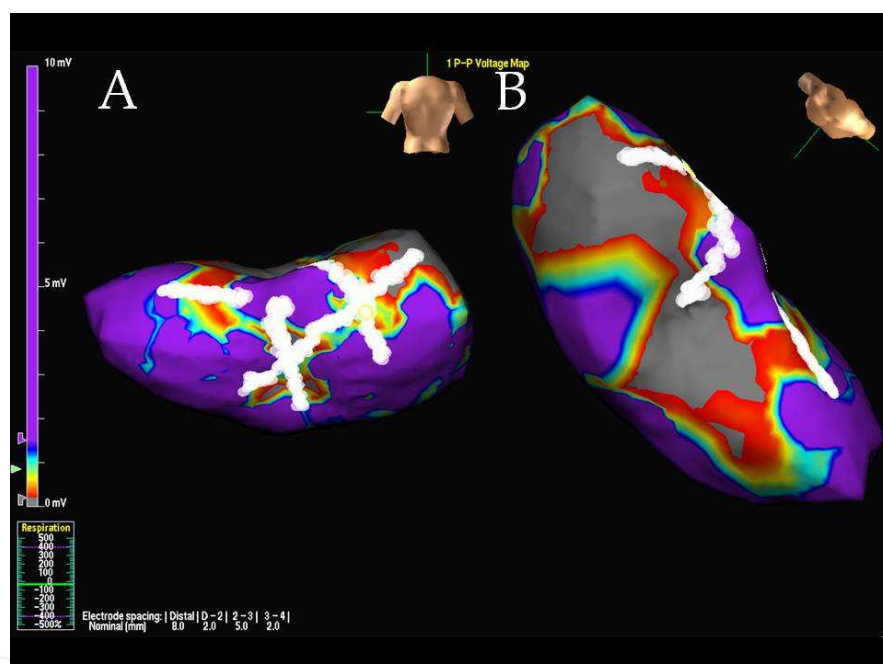 10 mV
A
1 P-P Voltage Map
B
5 mV
0 mV
Respiration
500
400
300
200
100
0
-100
-200
-300
-400
-500%
Electrode spacing: | Distal | D-2 | 2-3 | 3-4 |
Nominal (mm) 8.0 2.0 5.0 2.0